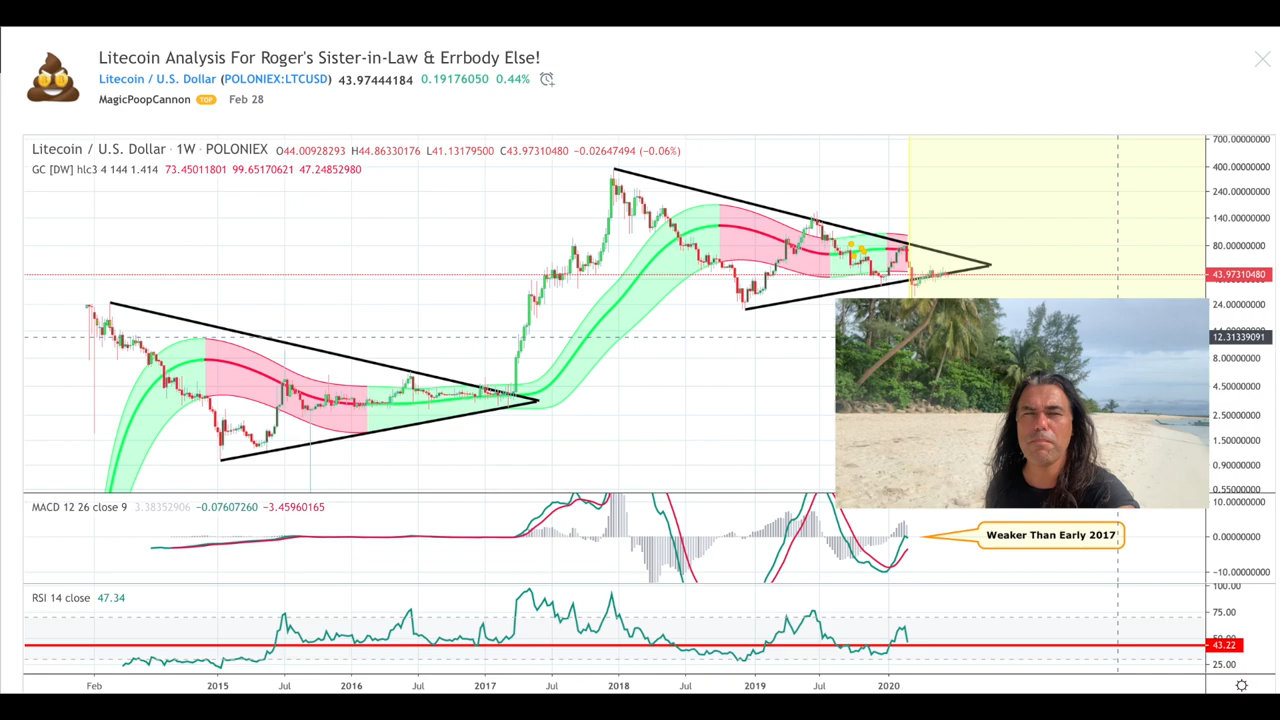 Litecoin Analysis For Roger's Sister-in-Law & Errbody Else!
Litecoin / U.S. Dollar (POLONIEX:LTCUSD) 43.97444184 0.19176050 0.44%
MagicPoopCannon TOP Feb 28
Litecoin / U.S. Dollar · 1W · POLONIEX O44.00928293 H44.86330176 L41.13179500 C43.97310480 −0.02647494 (−0.06%)
GC [DW] hlc3 4 144 1.414 73.45011801 99.65170621 47.24852980
700.00000000
400.00000000
240.00000000
140.00000000
80.00000000
43.97310480
24.00000000
12.31339091
8.00000000
4.50000000
2.50000000
1.50000000
0.90000000
0.55000000
MACD 12 26 close 9 3.38352906 −0.07607260 −3.45960165
10.00000000
Weaker Than Early 2017
0.00000000
−10.00000000
RSI 14 close 47.34
100.00
75.00
43.22
25.00
Feb 2015 Jul 2016 Jul 2017 Jul 2018 Jul 2019 Jul 2020